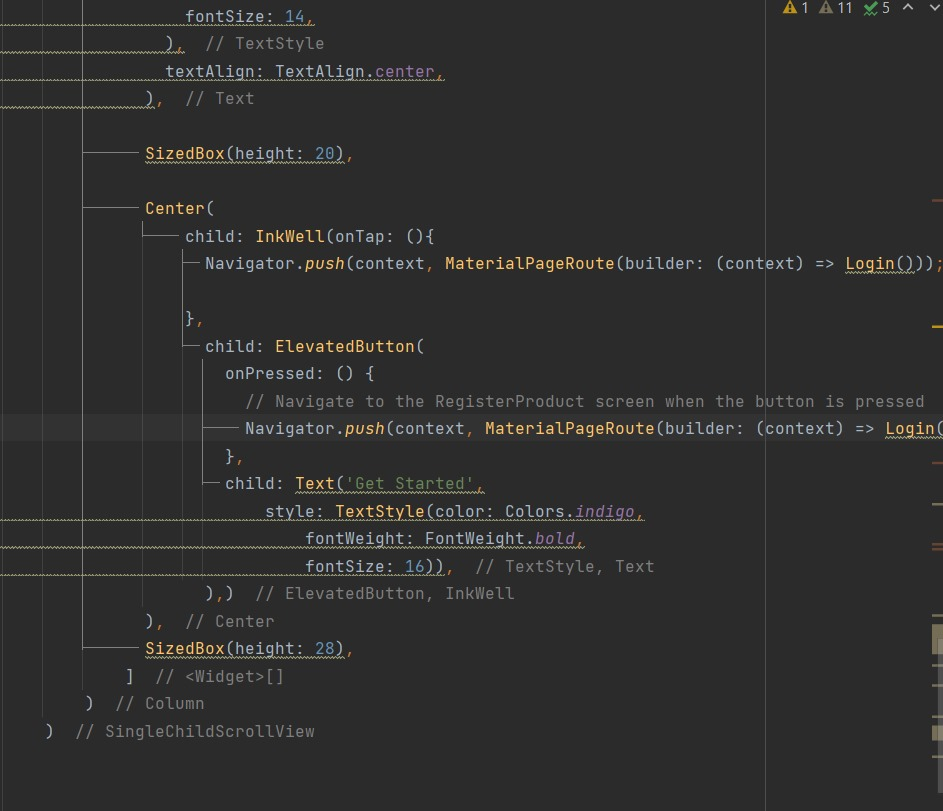 1 11 5
fontSize: 14,
), // TextStyle
textAlign: TextAlign.center,
), // Text
SizedBox(height: 20),
Center(
child: InkWell(onTap: (){
Navigator.push(context, MaterialPageRoute(builder: (context) => Login()));
},
child: ElevatedButton(
onPressed: () {
// Navigate to the RegisterProduct screen when the button is pressed
Navigator.push(context, MaterialPageRoute(builder: (context) => Login(
},
child: Text('Get Started',
style: TextStyle(color: Colors.indigo,
fontWeight: FontWeight.bold,
fontSize: 16)), // TextStyle, Text
),) // ElevatedButton, InkWell
), // Center
SizedBox(height: 28),
] // <Widget>[]
) // Column
) // SingleChildScrollView